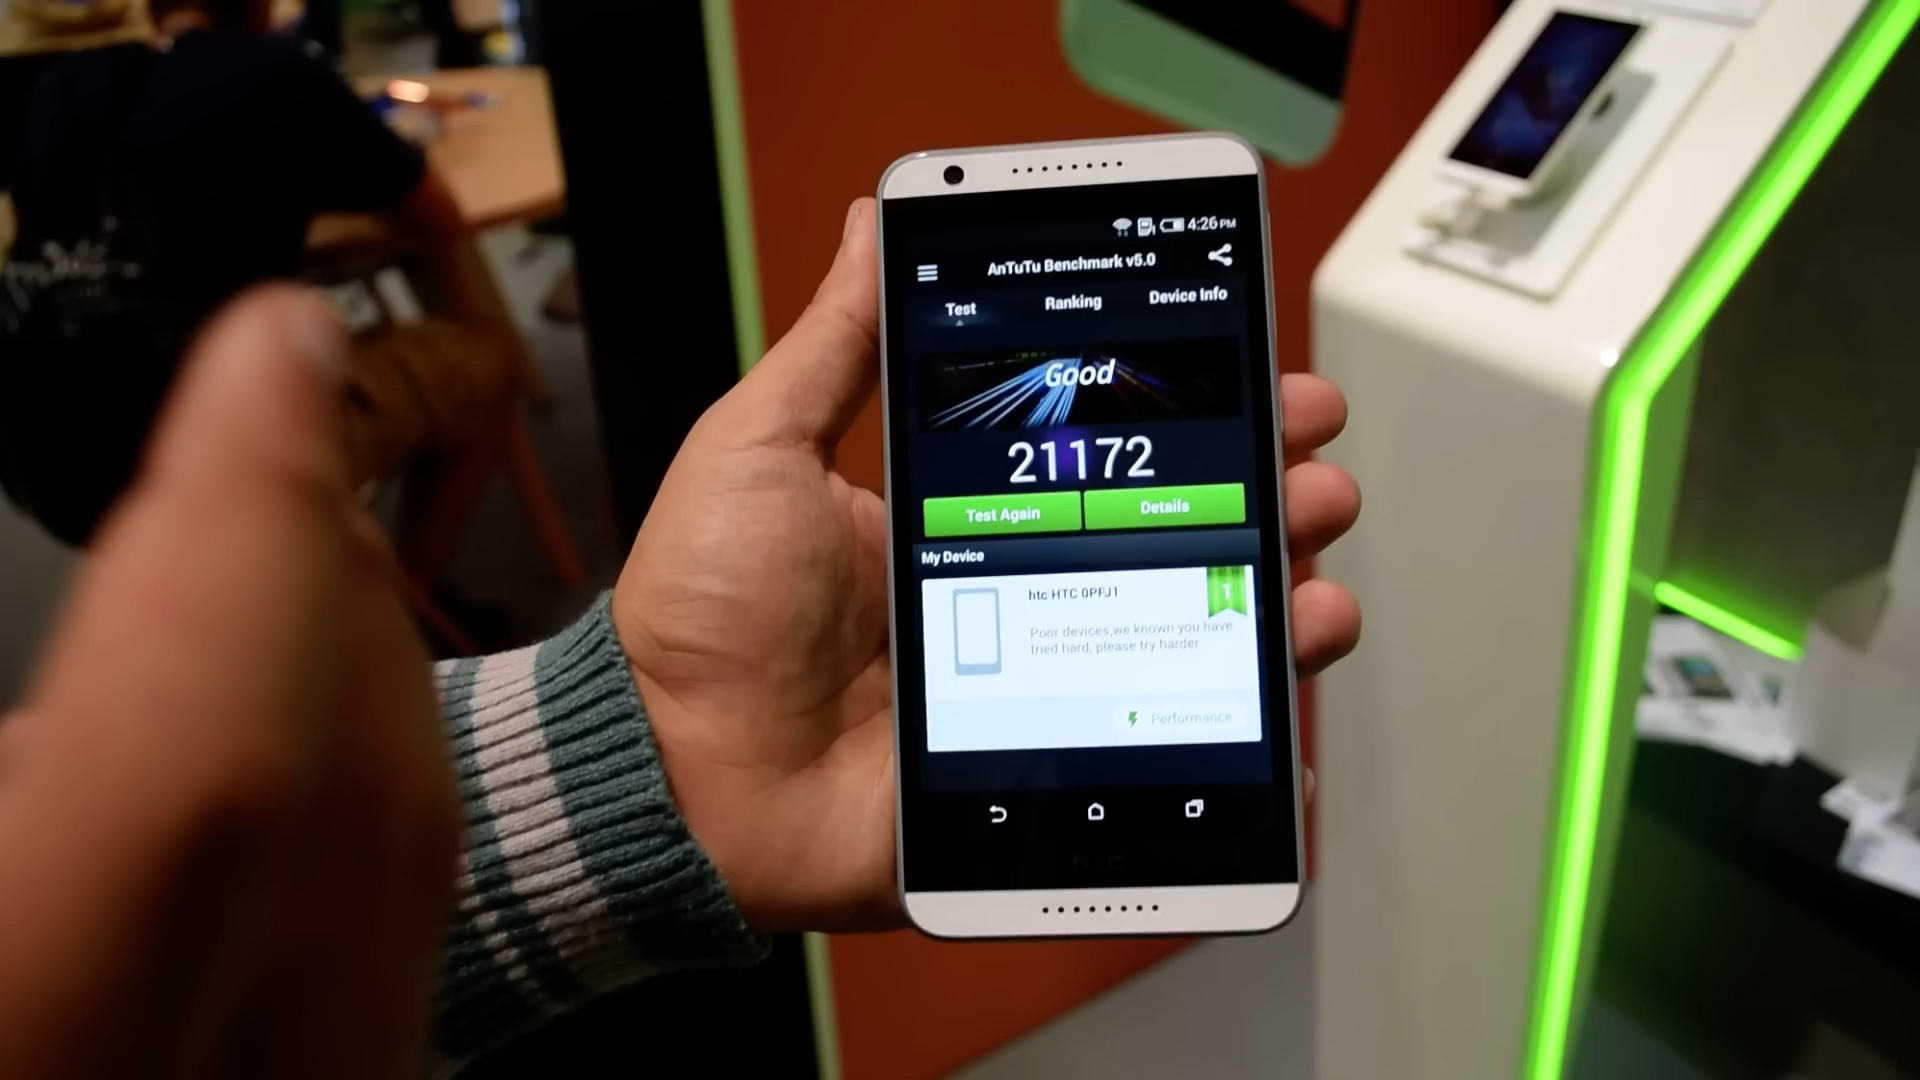 4:26 PM
AnTuTu Benchmark v5.0
Test
Ranking
Device Info
Good
21172
Test Again
Details
My Device
htc HTC 0PFJ1
1
Poor devices,we known you have
tried hard, please try harder
Performance
hTC